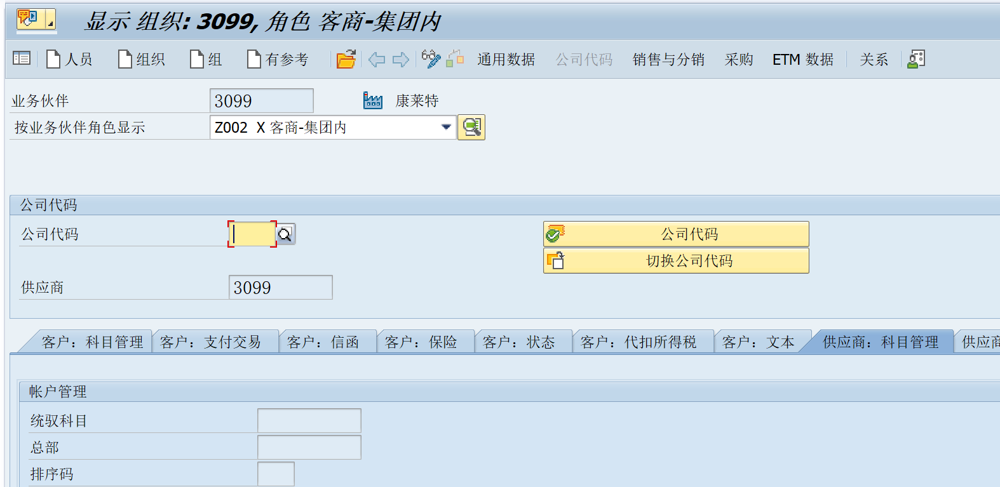 显示 组织: 3099, 角色 客商-集团内
人员 组织 组 有参考 通用数据 公司代码 销售与分销 采购 ETM 数据 关系
业务伙伴 3099 康莱特
按业务伙伴角色显示 Z002 X 客商-集团内
公司代码
公司代码 公司代码
切换公司代码
供应商 3099
客户：科目管理 客户：支付交易 客户：信函 客户：保险 客户：状态 客户：代扣所得税 客户：文本 供应商：科目管理 供应商
帐户管理
统驭科目
总部
排序码